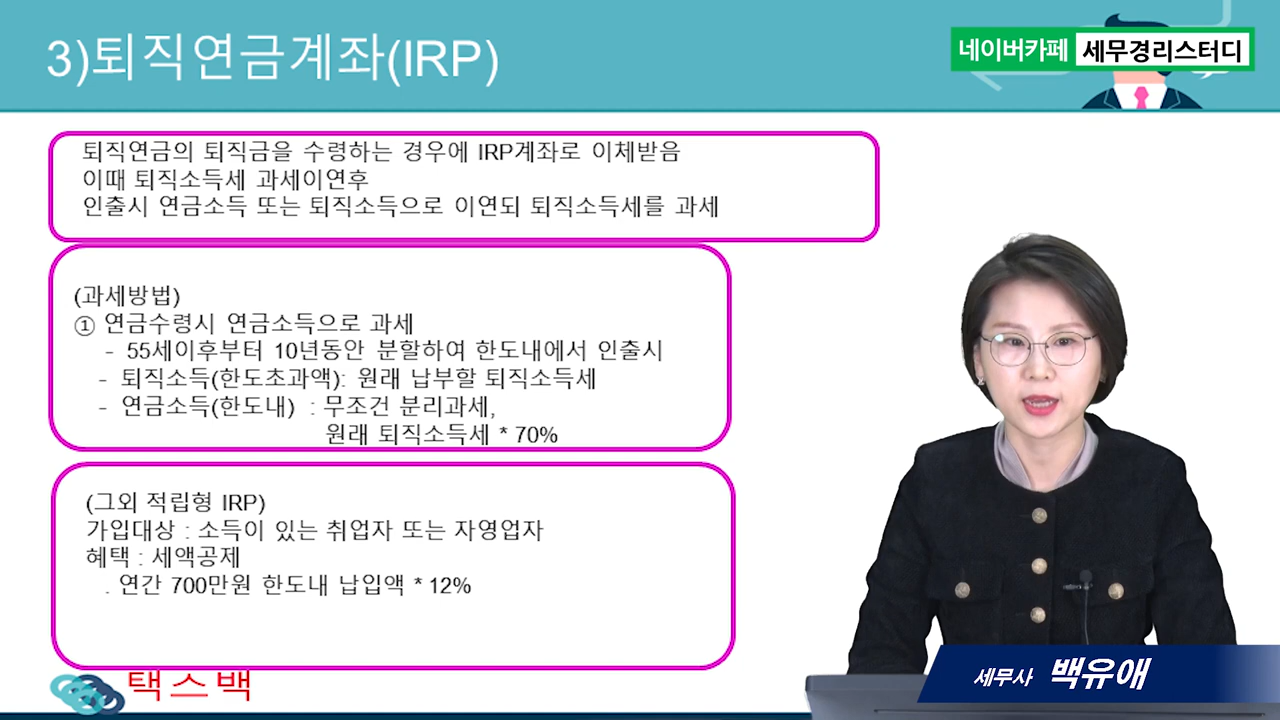 3)퇴직연금계좌(IRP)
네이버카페 세무경리스터디
퇴직연금의 퇴직금을 수령하는 경우에 IRP계좌로 이체받음
이때 퇴직소득세 과세이연후
인출시 연금소득 또는 퇴직소득으로 이연되 퇴직소득세를 과세
(과세방법)
① 연금수령시 연금소득으로 과세
- 55세이후부터 10년동안 분할하여 한도내에서 인출시
- 퇴직소득(한도초과액): 원래 납부할 퇴직소득세
- 연금소득(한도내) : 무조건 분리과세,
원래 퇴직소득세 * 70%
(그외 적립형 IRP)
가입대상 : 소득이 있는 취업자 또는 자영업자
혜택 : 세액공제
. 연간 700만원 한도내 납입액 * 12%
택스백
세무사 백유애